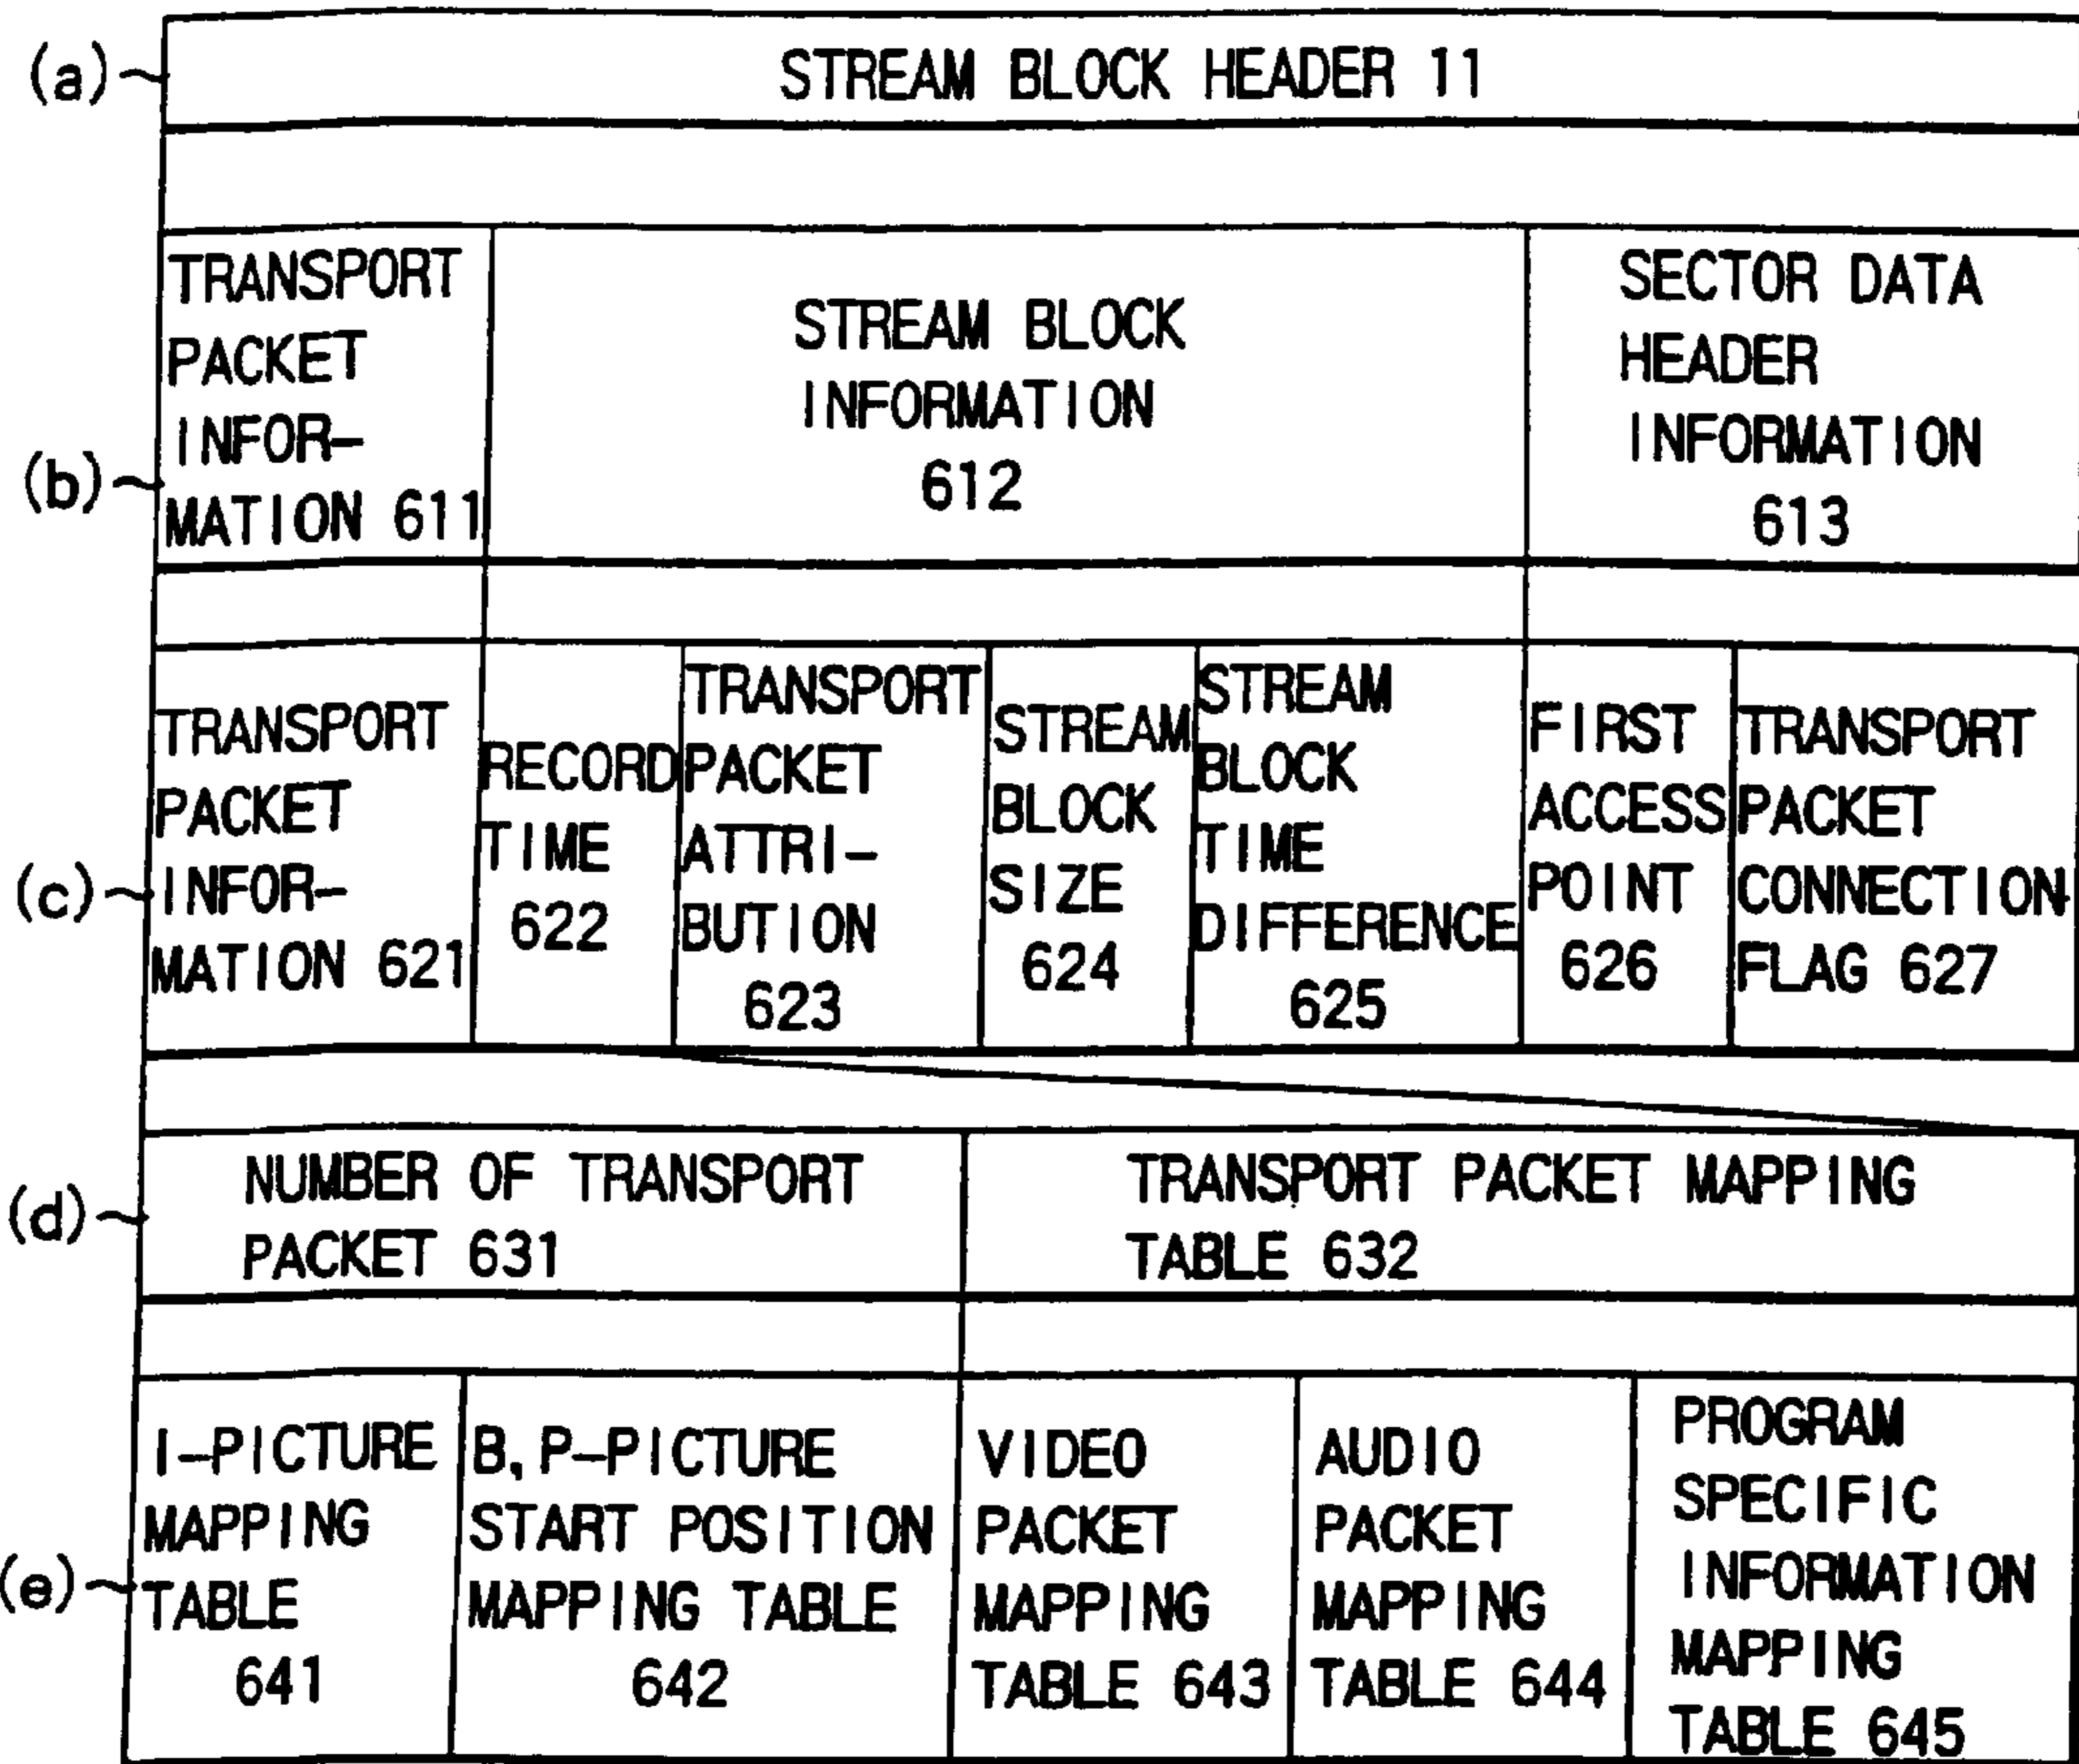 (a)
STREAM BLOCK HEADER 11
(b)
TRANSPORT
PACKET
INFOR-
MATION 611
STREAM BLOCK
INFORMATION
612
SECTOR DATA
HEADER
INFORMATION
613
(c)
TRANSPORT
PACKET
INFOR-
MATION 621
RECORD
TIME
622
TRANSPORT
PACKET
ATTRI-
BUTION
623
STREAM
BLOCK
SIZE
624
STREAM
BLOCK
TIME
DIFFERENCE
625
FIRST
ACCESS
POINT
626
TRANSPORT
PACKET
CONNECTION
FLAG 627
(d)
NUMBER OF TRANSPORT
PACKET 631
TRANSPORT PACKET MAPPING
TABLE 632
(e)
I-PICTURE
MAPPING
TABLE
641
B, P-PICTURE
START POSITION
MAPPING TABLE
642
VIDEO
PACKET
MAPPING
TABLE 643
AUDIO
PACKET
MAPPING
TABLE 644
PROGRAM
SPECIFIC
INFORMATION
MAPPING
TABLE 645